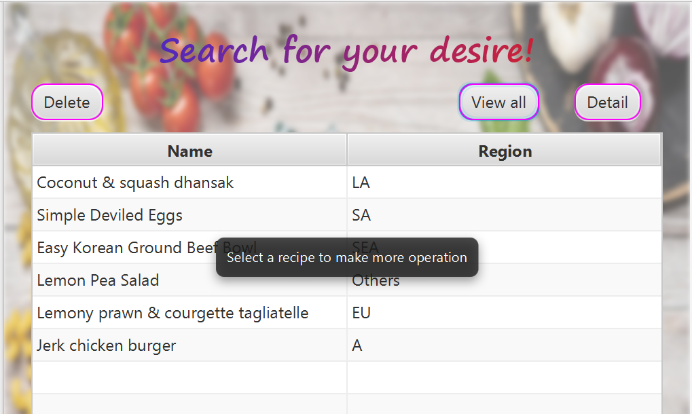 Search for your desire!
Delete View all Detail
Name Region
Coconut & squash dhansak LA
Simple Deviled Eggs SA
Easy Korean Ground Beef Bowl SEA
Select a recipe to make more operation
Lemon Pea Salad Others
Lemony prawn & courgette tagliatelle EU
Jerk chicken burger A